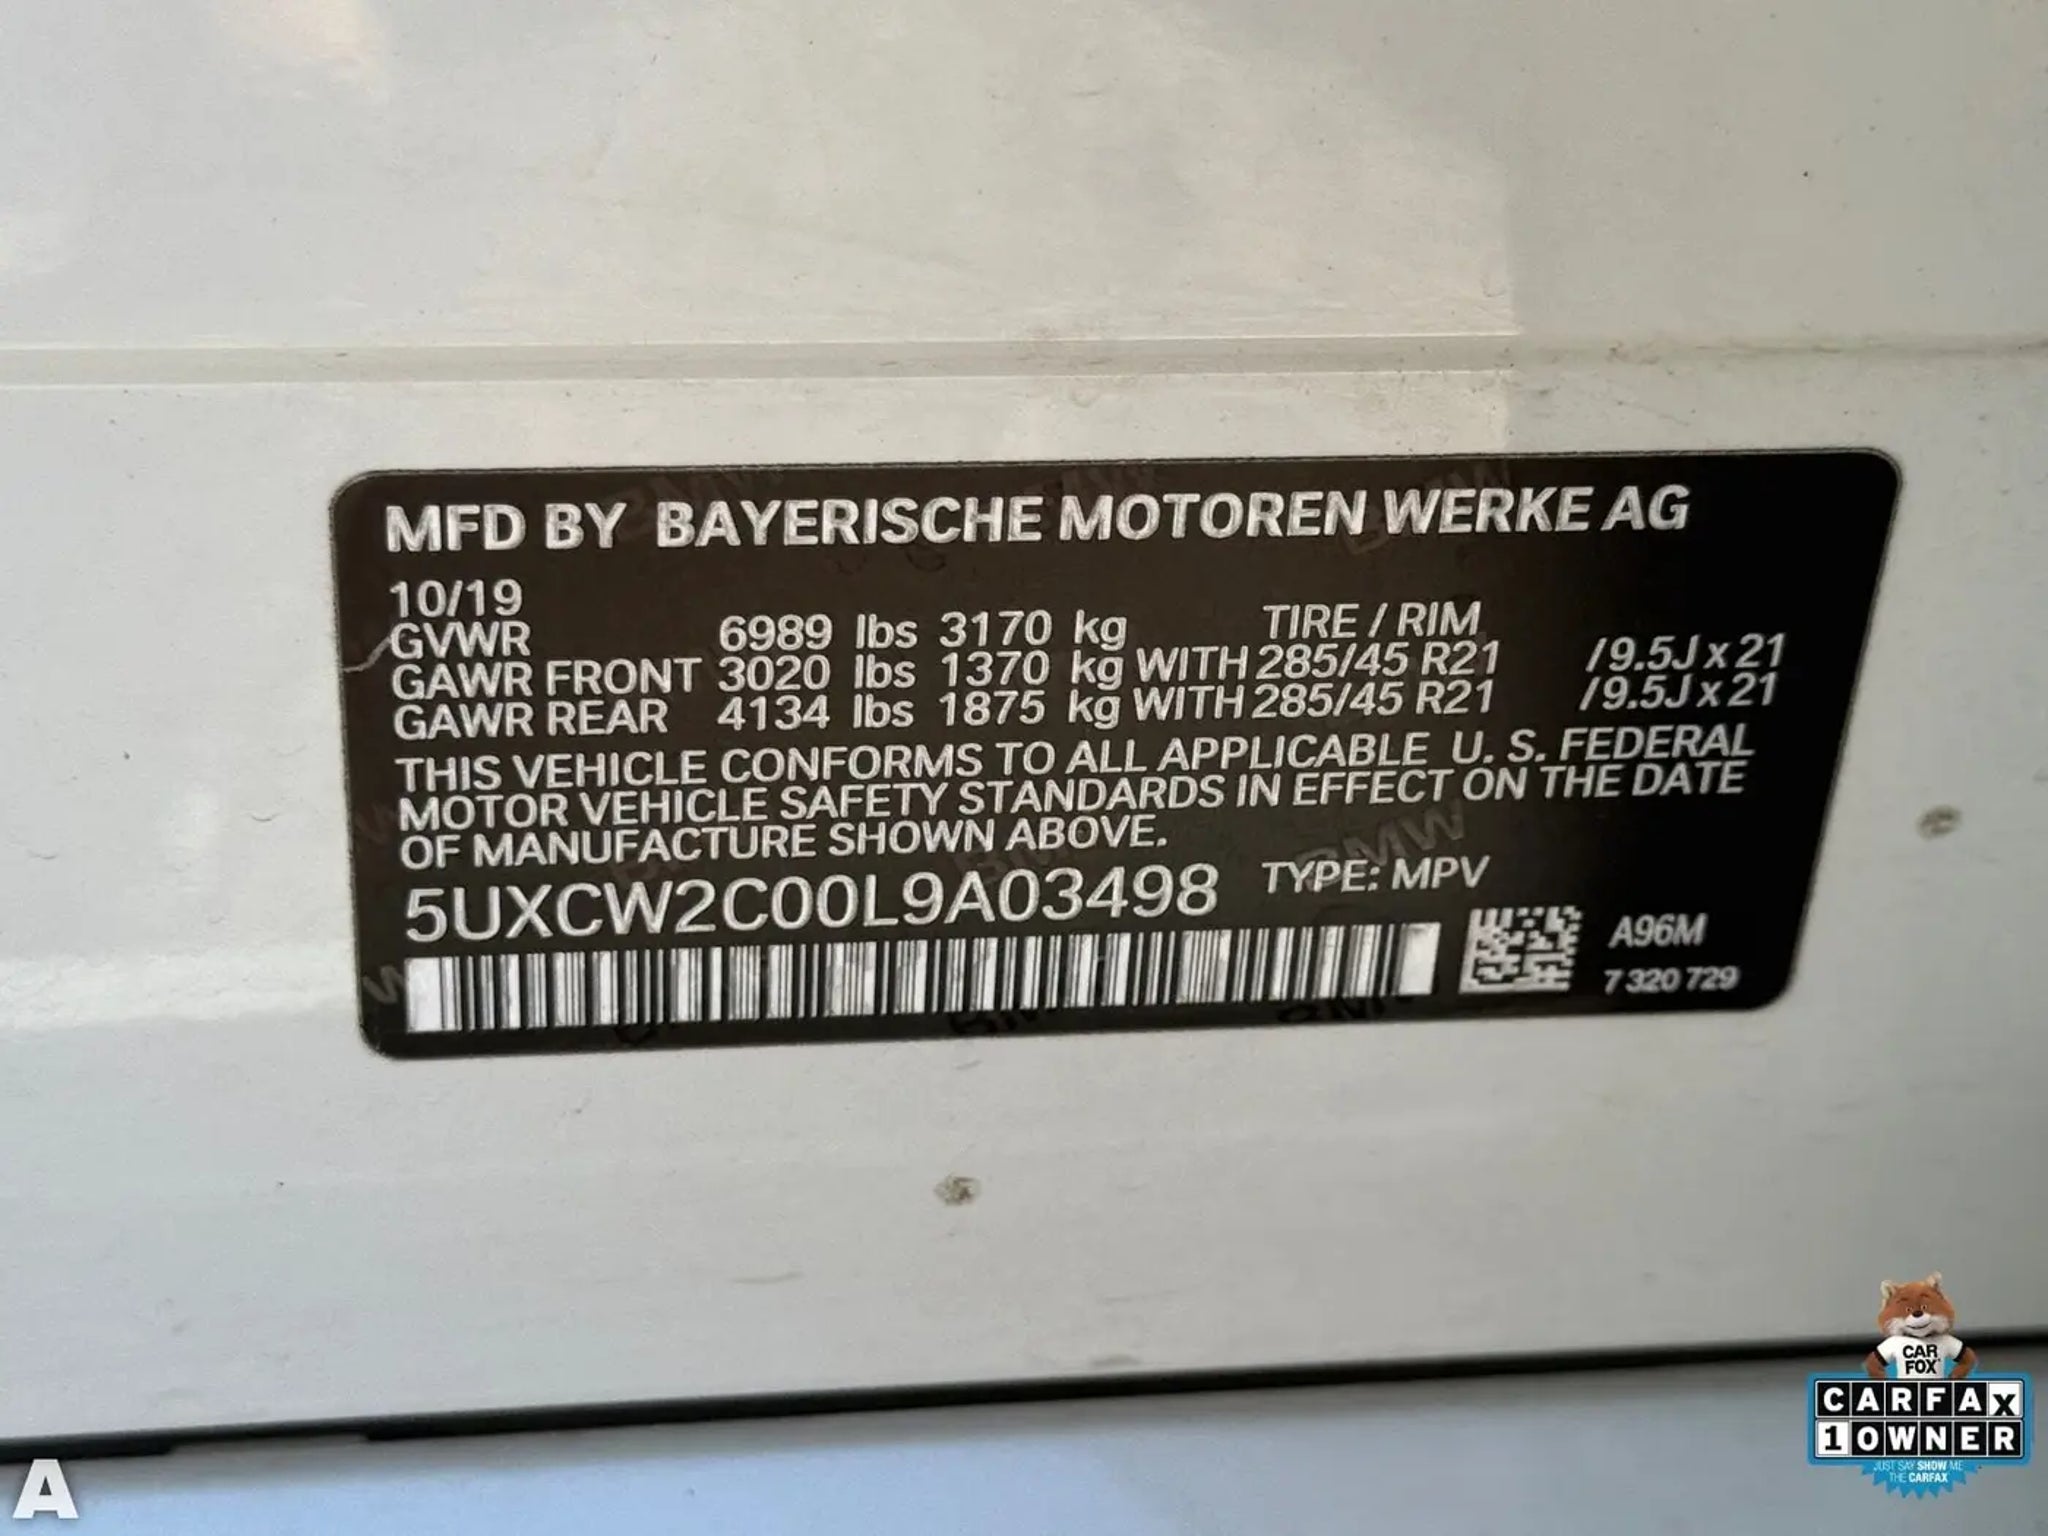 MFD BY BAYERISCHE MOTOREN WERKE AG
10/19
GVWR 6989 lbs 3170 kg TIRE / RIM
GAWR FRONT 3020 lbs 1370 kg WITH 285/45 R21 /9.5J x 21
GAWR REAR 4134 lbs 1875 kg WITH 285/45 R21 /9.5J x 21
THIS VEHICLE CONFORMS TO ALL APPLICABLE U. S. FEDERAL
MOTOR VEHICLE SAFETY STANDARDS IN EFFECT ON THE DATE
OF MANUFACTURE SHOWN ABOVE.
5UXCW2C00L9A03498 TYPE: MPV
A96M
7 320 729
CAR
FOX
CARFAX
1 OWNER
JUST SAY SHOW ME
THE CARFAX
A